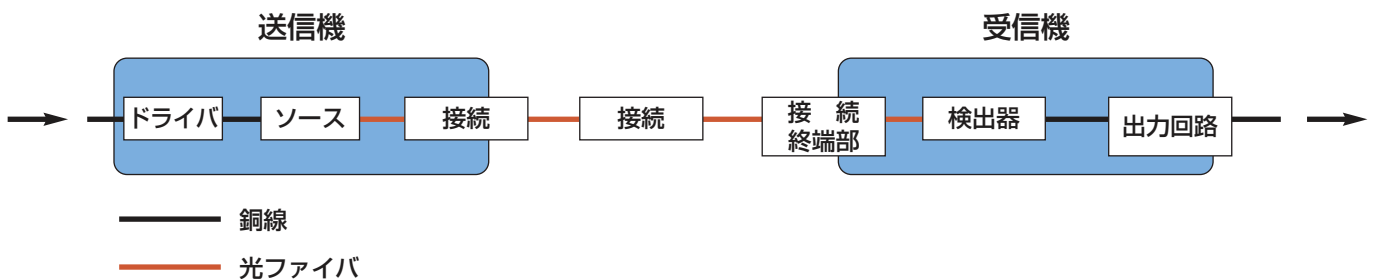 送信機
受信機
ドライバ
ソース
接続
接続
接 続
終端部
検出器
出力回路
銅線
光ファイバ